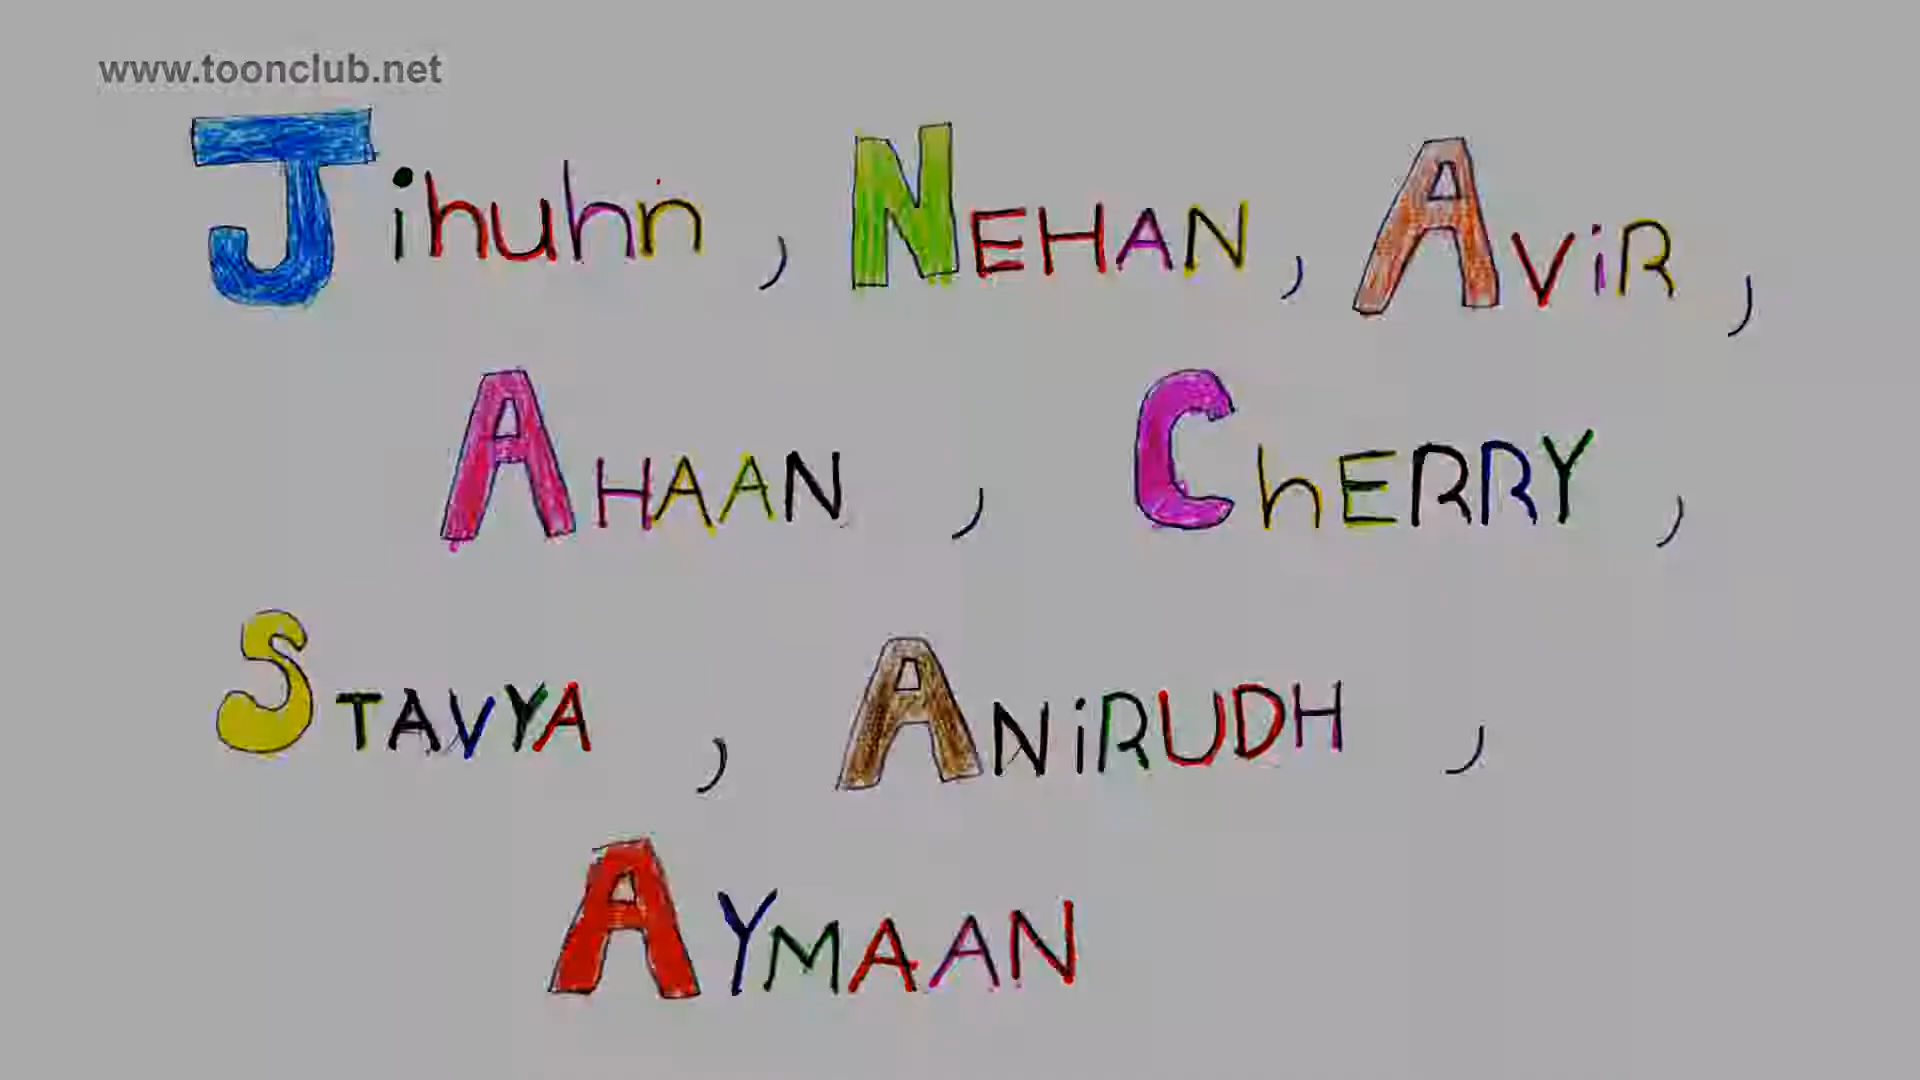 www.toonclub.net
Jihuhn, NEHAN, AViR,
AHAAN, ChERRY,
STAVYA, ANiRUDH,
AYMAAN